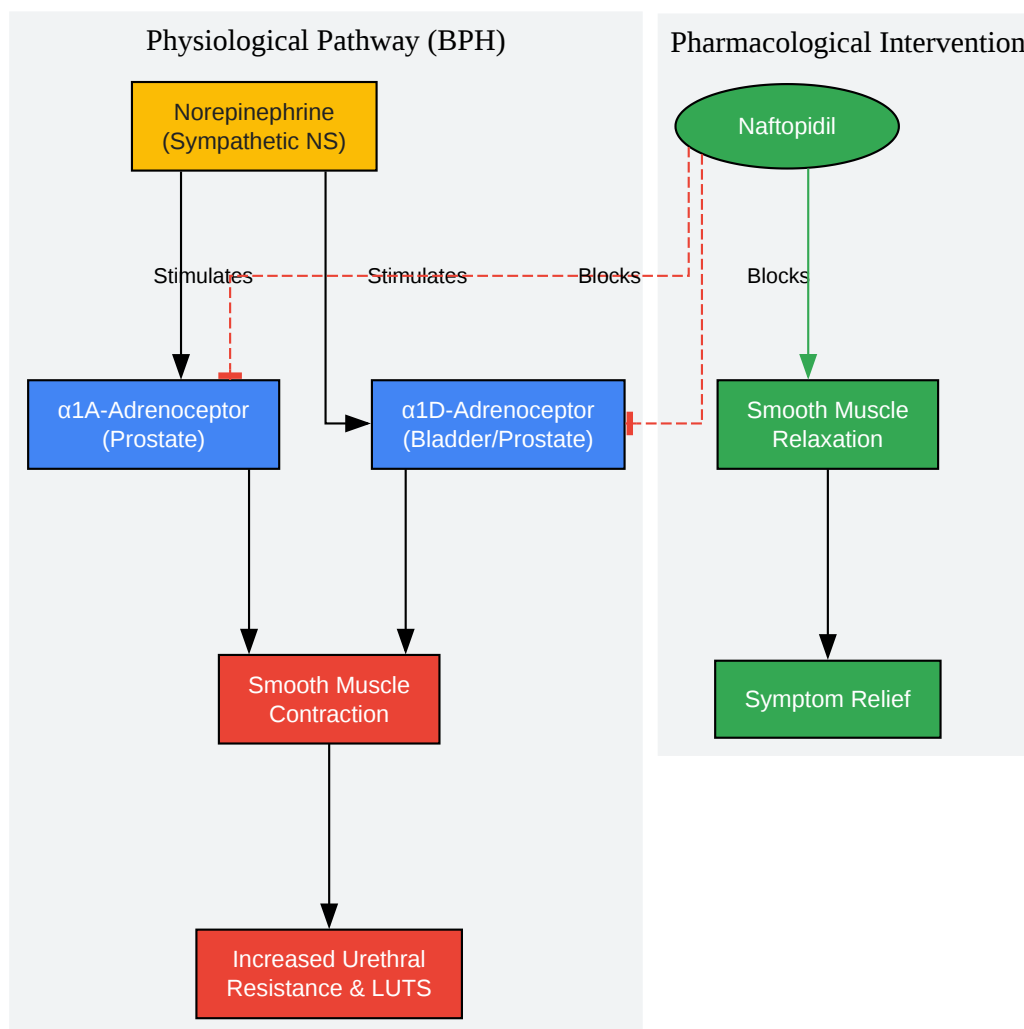 Physiological Pathway (BPH)
Pharmacological Intervention
Norepinephrine
(Sympathetic NS)
Naftopidil
Stimulates
Stimulates
Blocks
Blocks
α1A-Adrenoceptor
(Prostate)
α1D-Adrenoceptor
(Bladder/Prostate)
Smooth Muscle
Relaxation
Smooth Muscle
Contraction
Symptom Relief
Increased Urethral
Resistance & LUTS